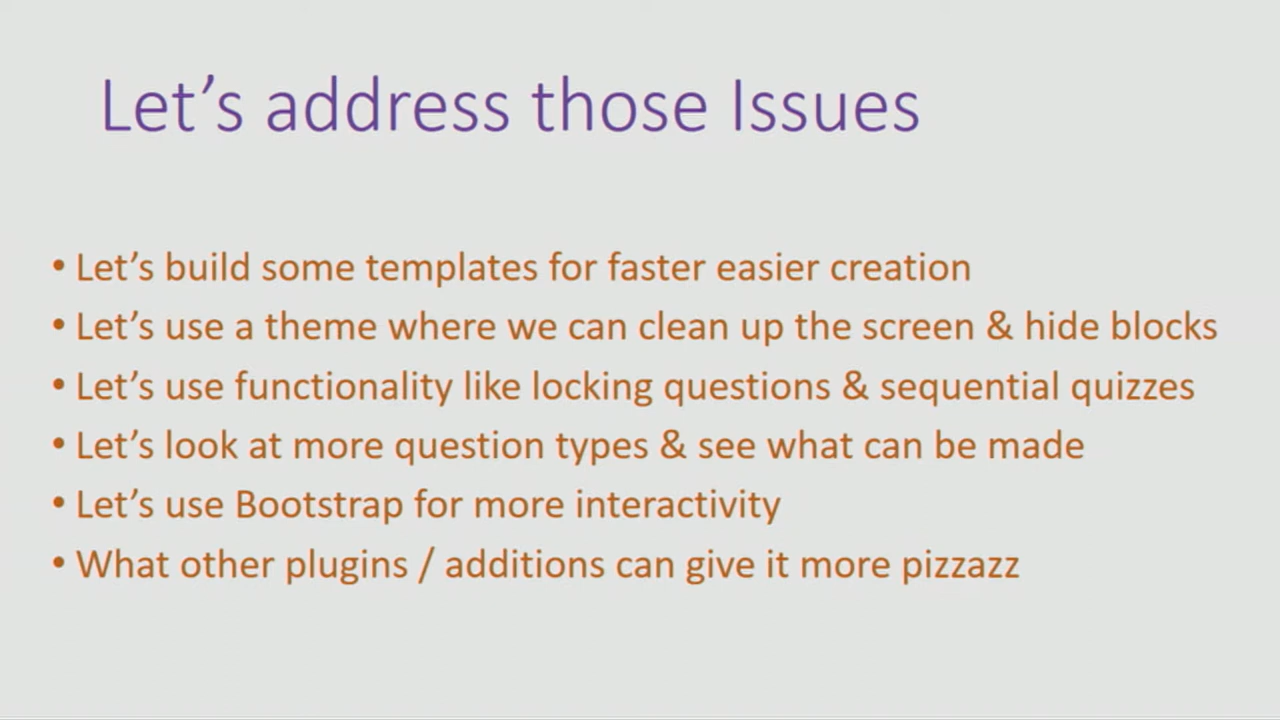 Let’s address those Issues
• Let’s build some templates for faster easier creation
• Let’s use a theme where we can clean up the screen & hide blocks
• Let’s use functionality like locking questions & sequential quizzes
• Let’s look at more question types & see what can be made
• Let’s use Bootstrap for more interactivity
• What other plugins / additions can give it more pizzazz